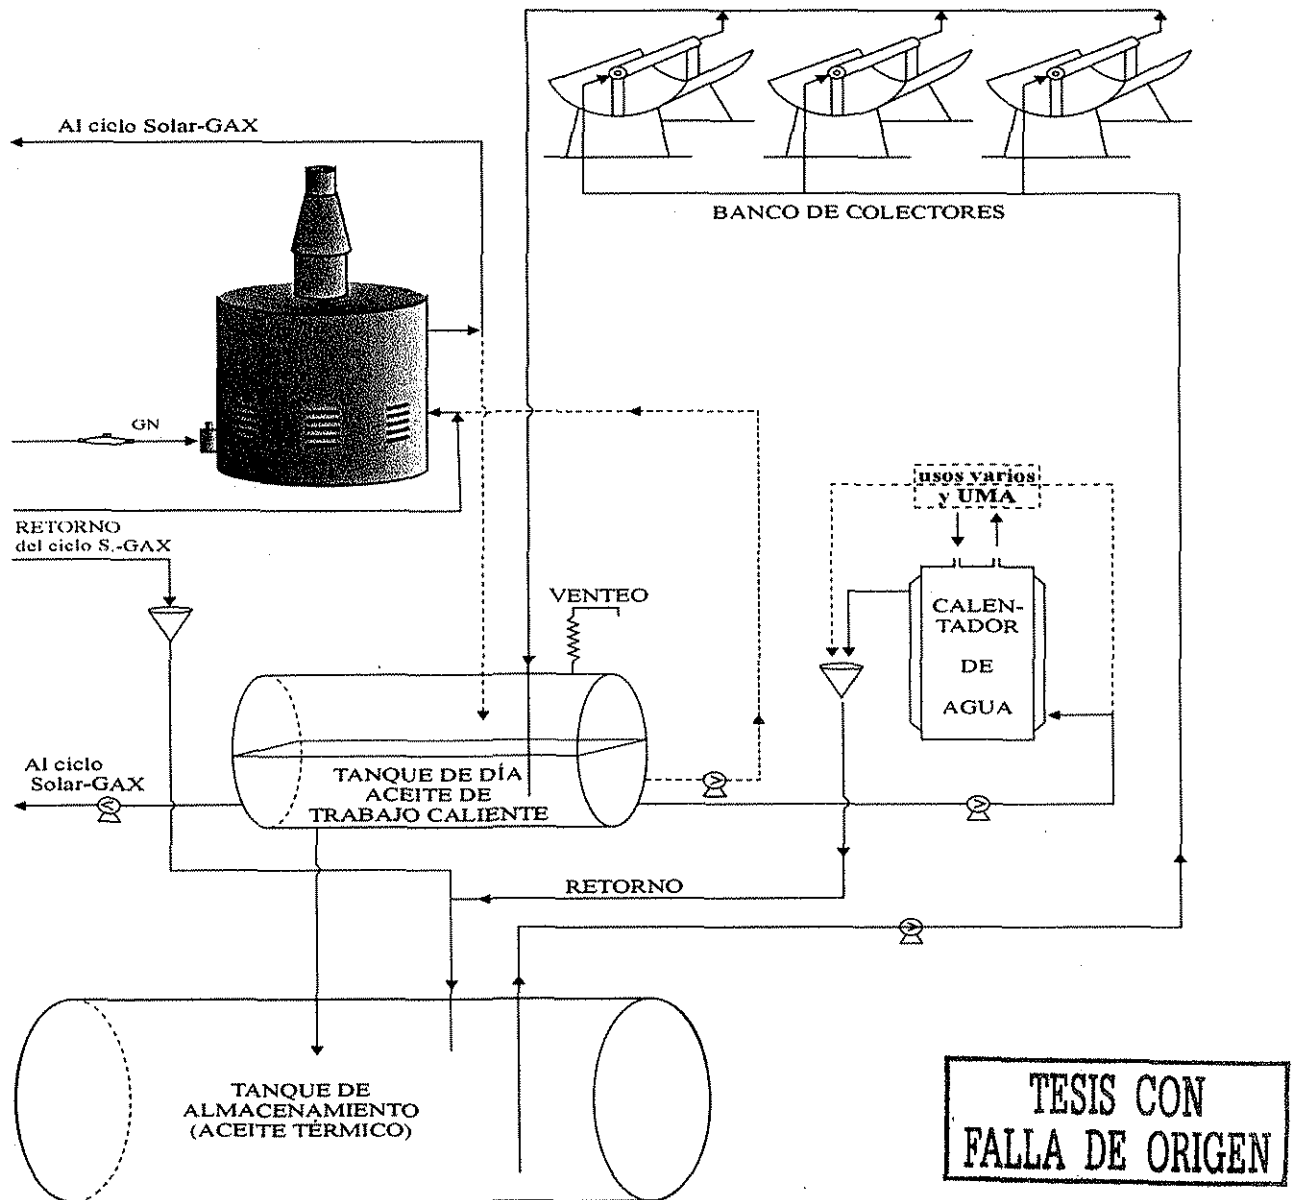 Al ciclo Solar-GAX
BANCO DE COLECTORES
GN
RETORNO
del ciclo S.-GAX
usos varios
y UMA
VENTEO
CALEN-
TADOR
DE
AGUA
Al ciclo
Solar-GAX
TANQUE DE DÍA
ACEITE DE
TRABAJO CALIENTE
RETORNO
TANQUE DE
ALMACENAMIENTO
(ACEITE TÉRMICO)
TESIS CON
FALLA DE ORIGEN